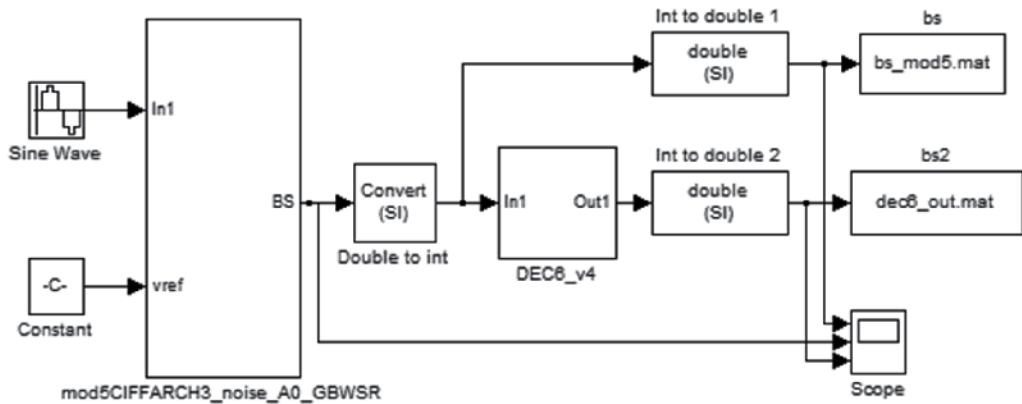 Int to double 1
bs
double
(SI)
bs_mod5.mat
In1
Sine Wave
Int to double 2
bs2
BS
Convert
(SI)
In1
Out1
double
(SI)
dec6_out.mat
Double to int
DEC6_v4
-C-
vref
Constant
Scope
mod5CIFFARCH3_noise_A0_GBWSR